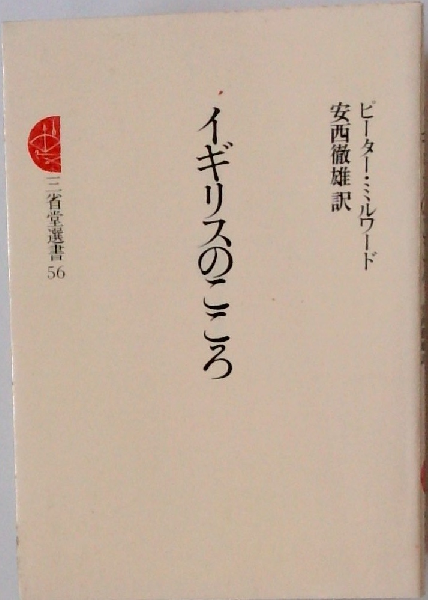 ピーター・ミルワード
安西徹雄 訳
イギリスのこころ
三省堂選書 56